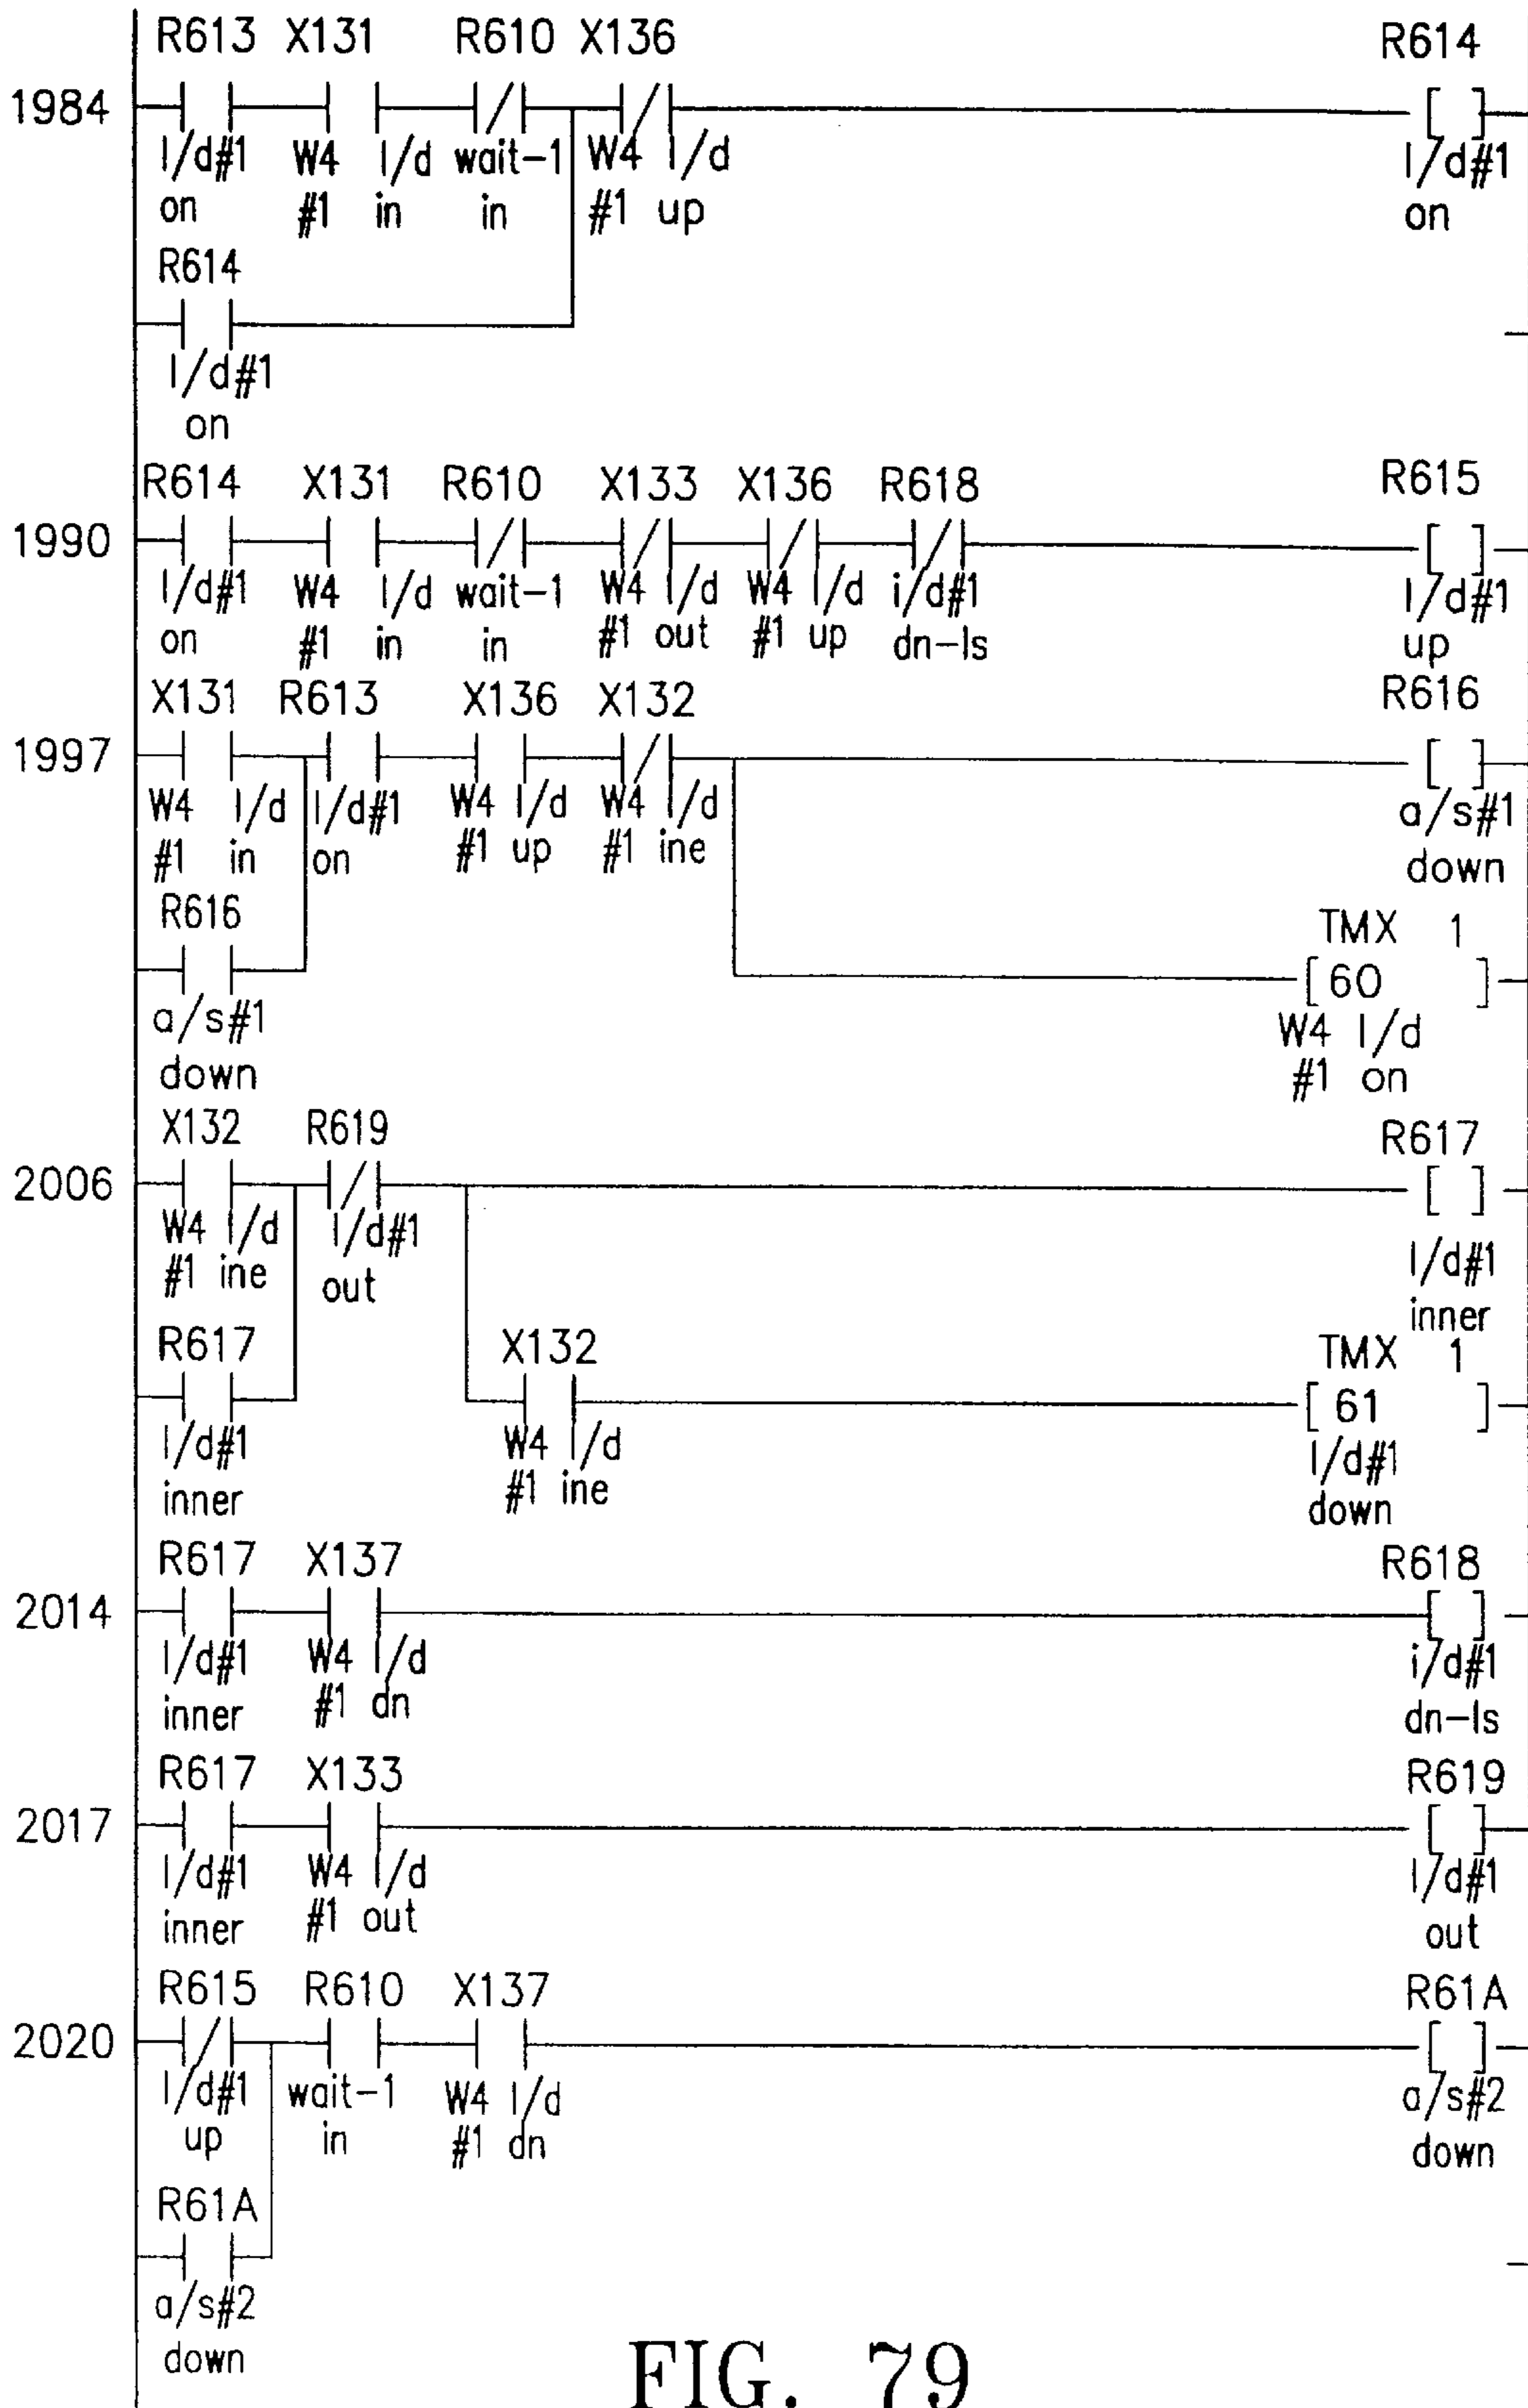 R613 X131 R610 X136 R614
1984
l/d#1 W4 l/d wait-1 W4 l/d l/d#1
on #1 in in #1 up on
R614
l/d#1
on
R614 X131 R610 X133 X136 R618 R615
1990
l/d#1 W4 l/d wait-1 W4 l/d W4 l/d i/d#1 l/d#1
on #1 in in #1 out #1 up dn-ls up
X131 R613 X136 X132 R616
1997
W4 l/d l/d#1 W4 l/d W4 l/d a/s#1
#1 in on #1 up #1 ine down
R616 TMX 1
[60 ]
a/s#1 W4 l/d
down #1 on
X132 R619 R617
2006
W4 l/d l/d#1 l/d#1
#1 ine out inner
R617 X132 TMX 1
[61 ]
l/d#1 W4 l/d l/d#1
inner #1 ine down
R617 X137 R618
2014
l/d#1 W4 l/d i/d#1
inner #1 dn dn-ls
R617 X133 R619
2017
l/d#1 W4 l/d l/d#1
inner #1 out out
R615 R610 X137 R61A
2020
l/d#1 wait-1 W4 l/d a/s#2
up in #1 dn down
R61A
a/s#2
down
FIG. 79